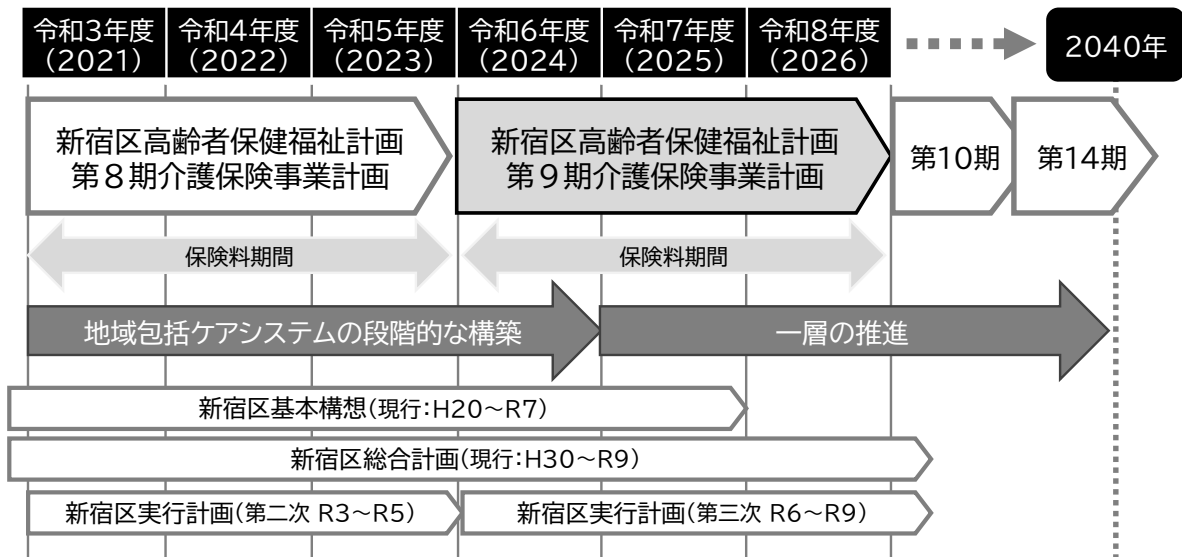 令和3年度
(2021)
令和4年度
(2022)
令和5年度
(2023)
令和6年度
(2024)
令和7年度
(2025)
令和8年度
(2026)
2040年
新宿区高齢者保健福祉計画
第8期介護保険事業計画
新宿区高齢者保健福祉計画
第9期介護保険事業計画
第10期
第14期
保険料期間
保険料期間
地域包括ケアシステムの段階的な構築
一層の推進
新宿区基本構想(現行:H20~R7)
新宿区総合計画(現行:H30~R9)
新宿区実行計画(第二次 R3~R5)
新宿区実行計画(第三次 R6~R9)